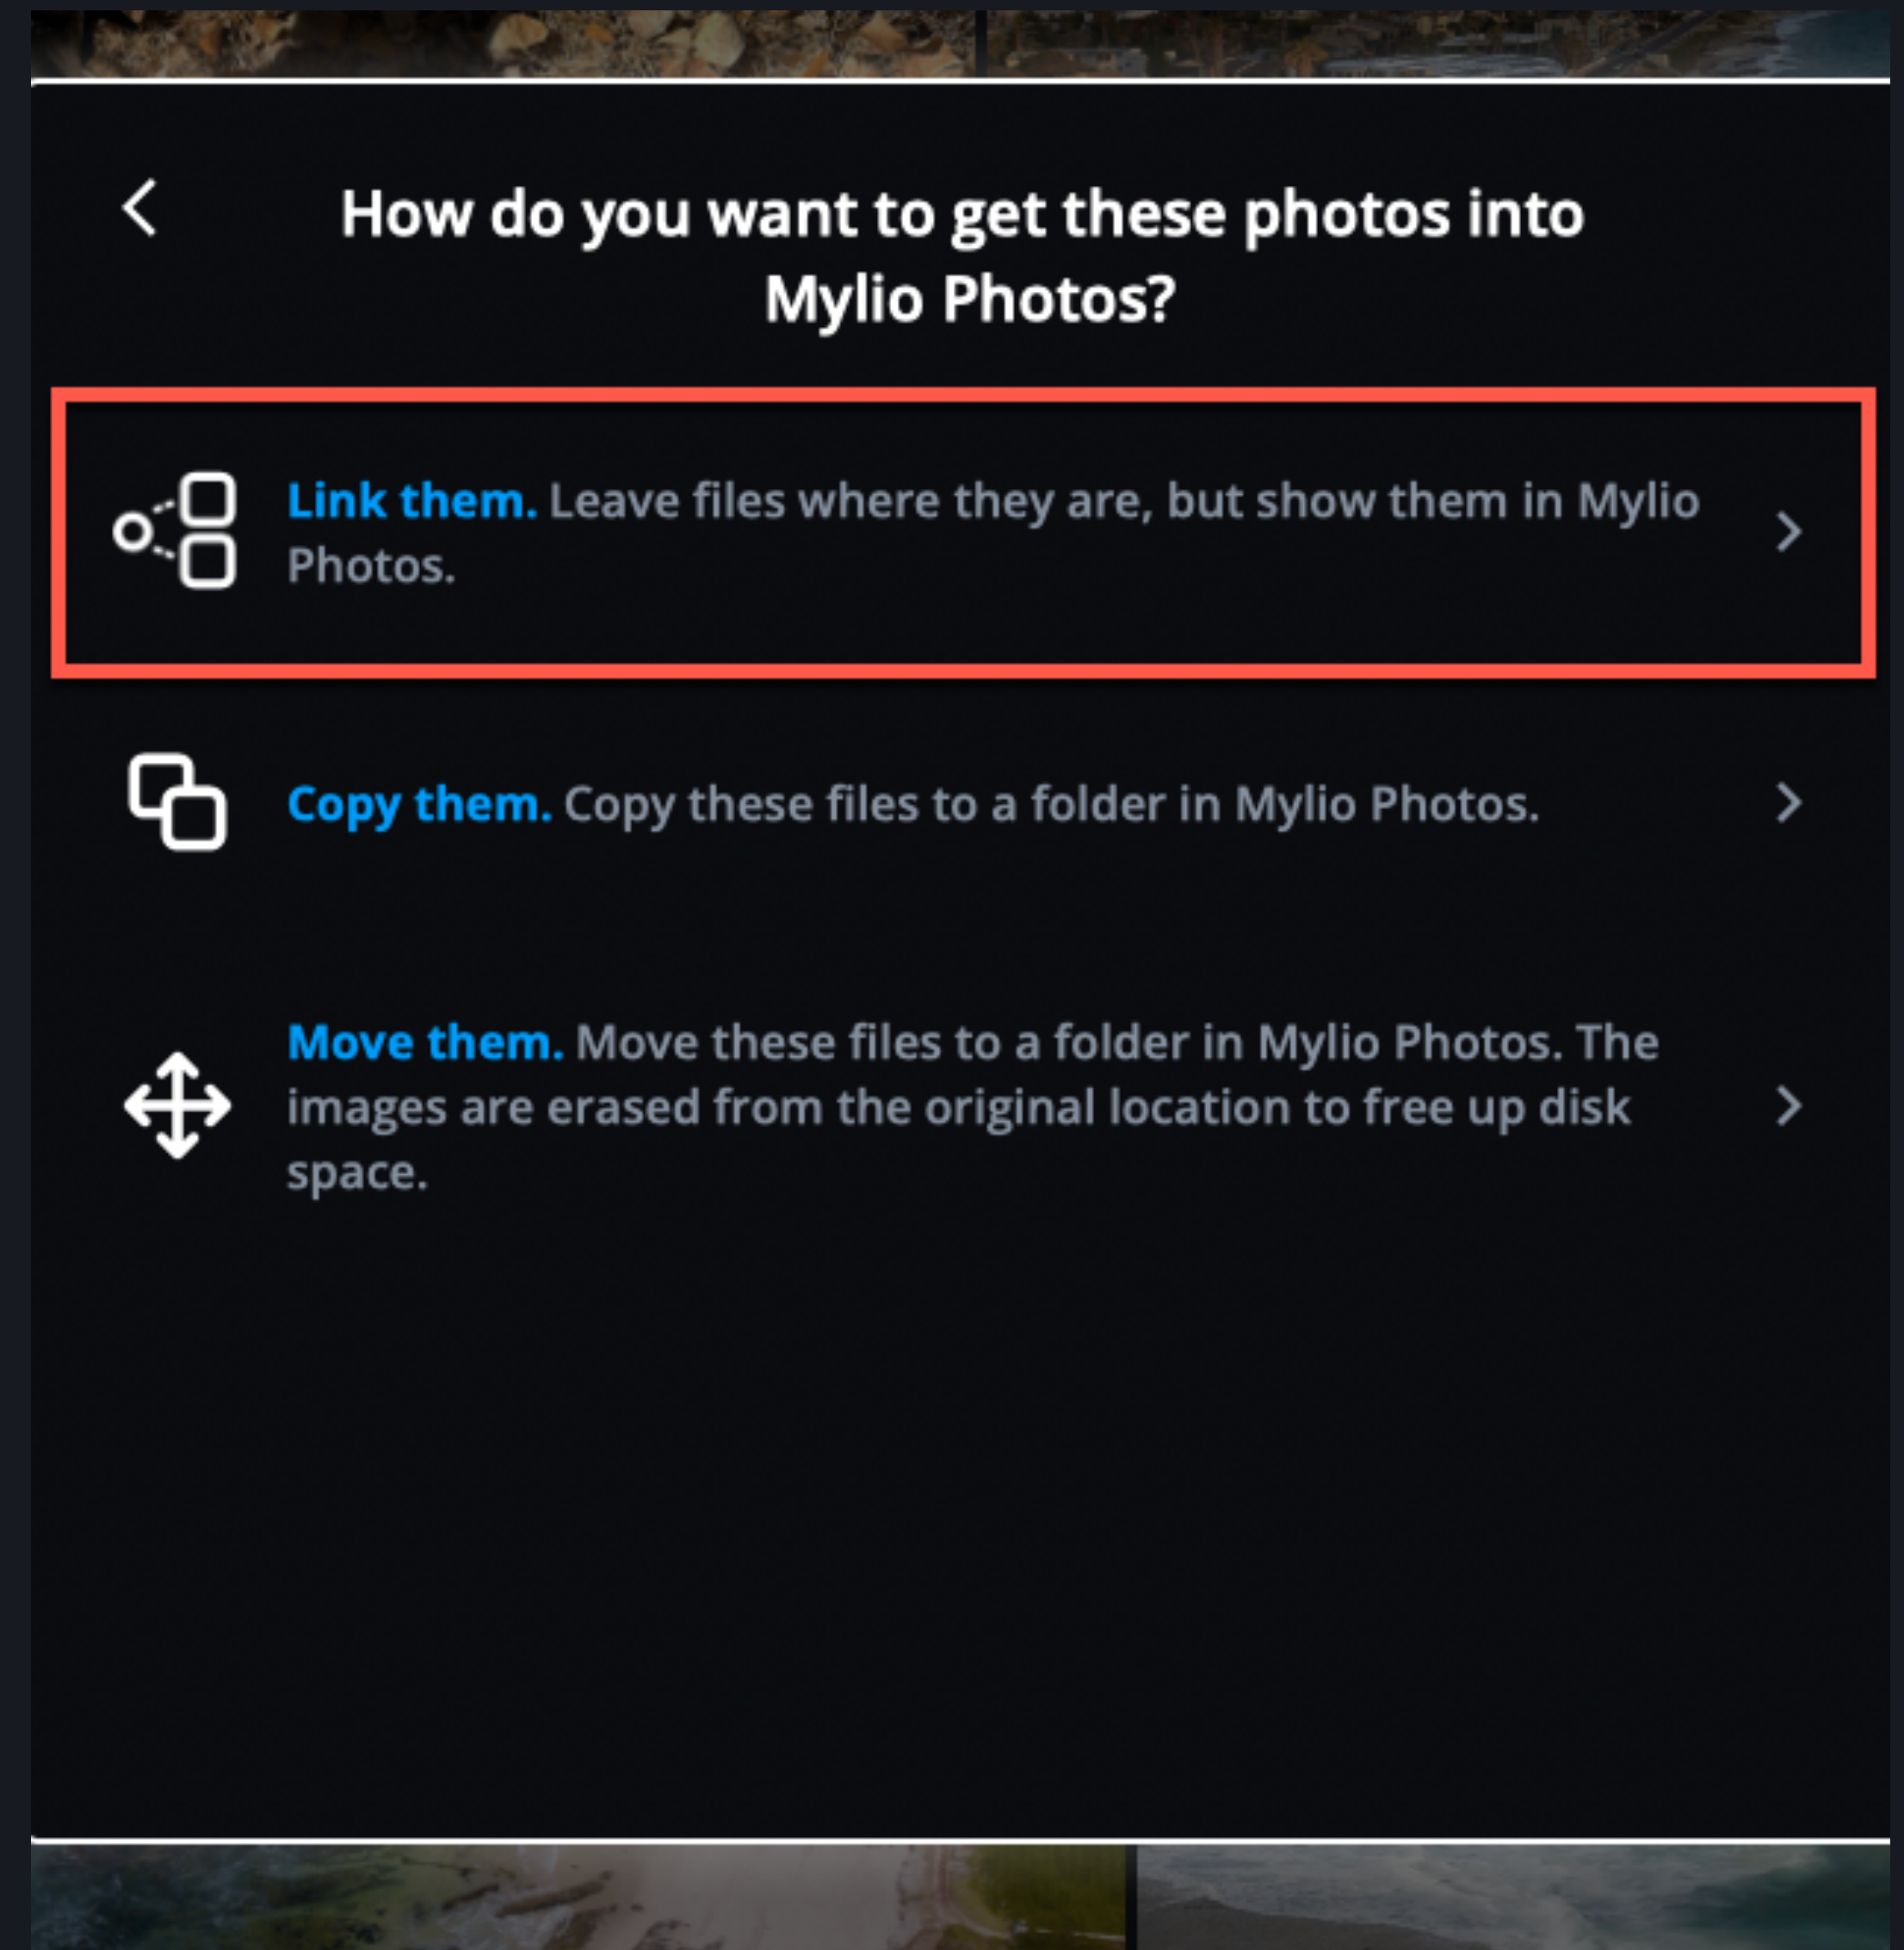 How do you want to get these photos into
Mylio Photos?
Link them. Leave files where they are, but show them in Mylio
Photos.
Copy them. Copy these files to a folder in Mylio Photos.
Move them. Move these files to a folder in Mylio Photos. The
images are erased from the original location to free up disk
space.